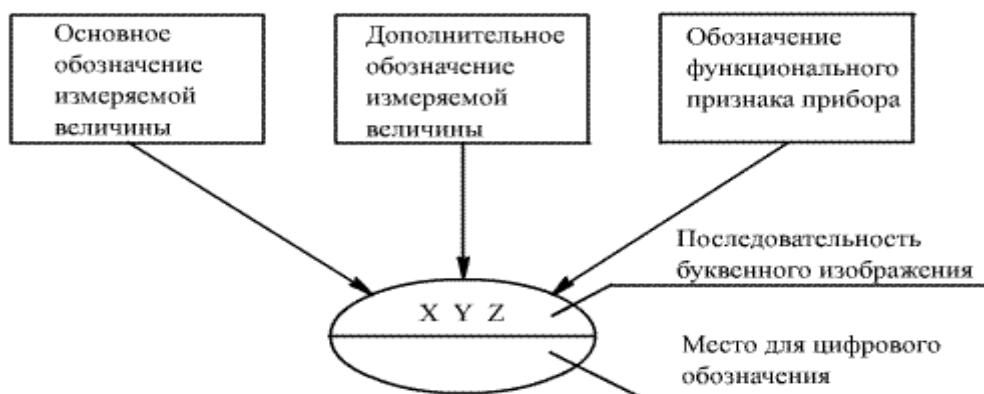 Основное
обозначение
измеряемой
величины
Дополнительное
обозначение
измеряемой
величины
Обозначение
функционального
признака прибора
Последовательность
буквенного изображения
X Y Z
Место для цифрового
обозначения